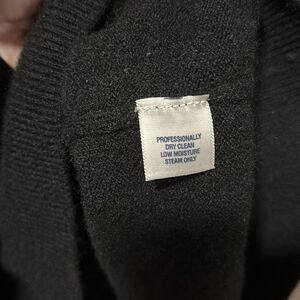 PROFESSIONALLY
DRY CLEAN
LOW MOISTURE
STEAM ONLY